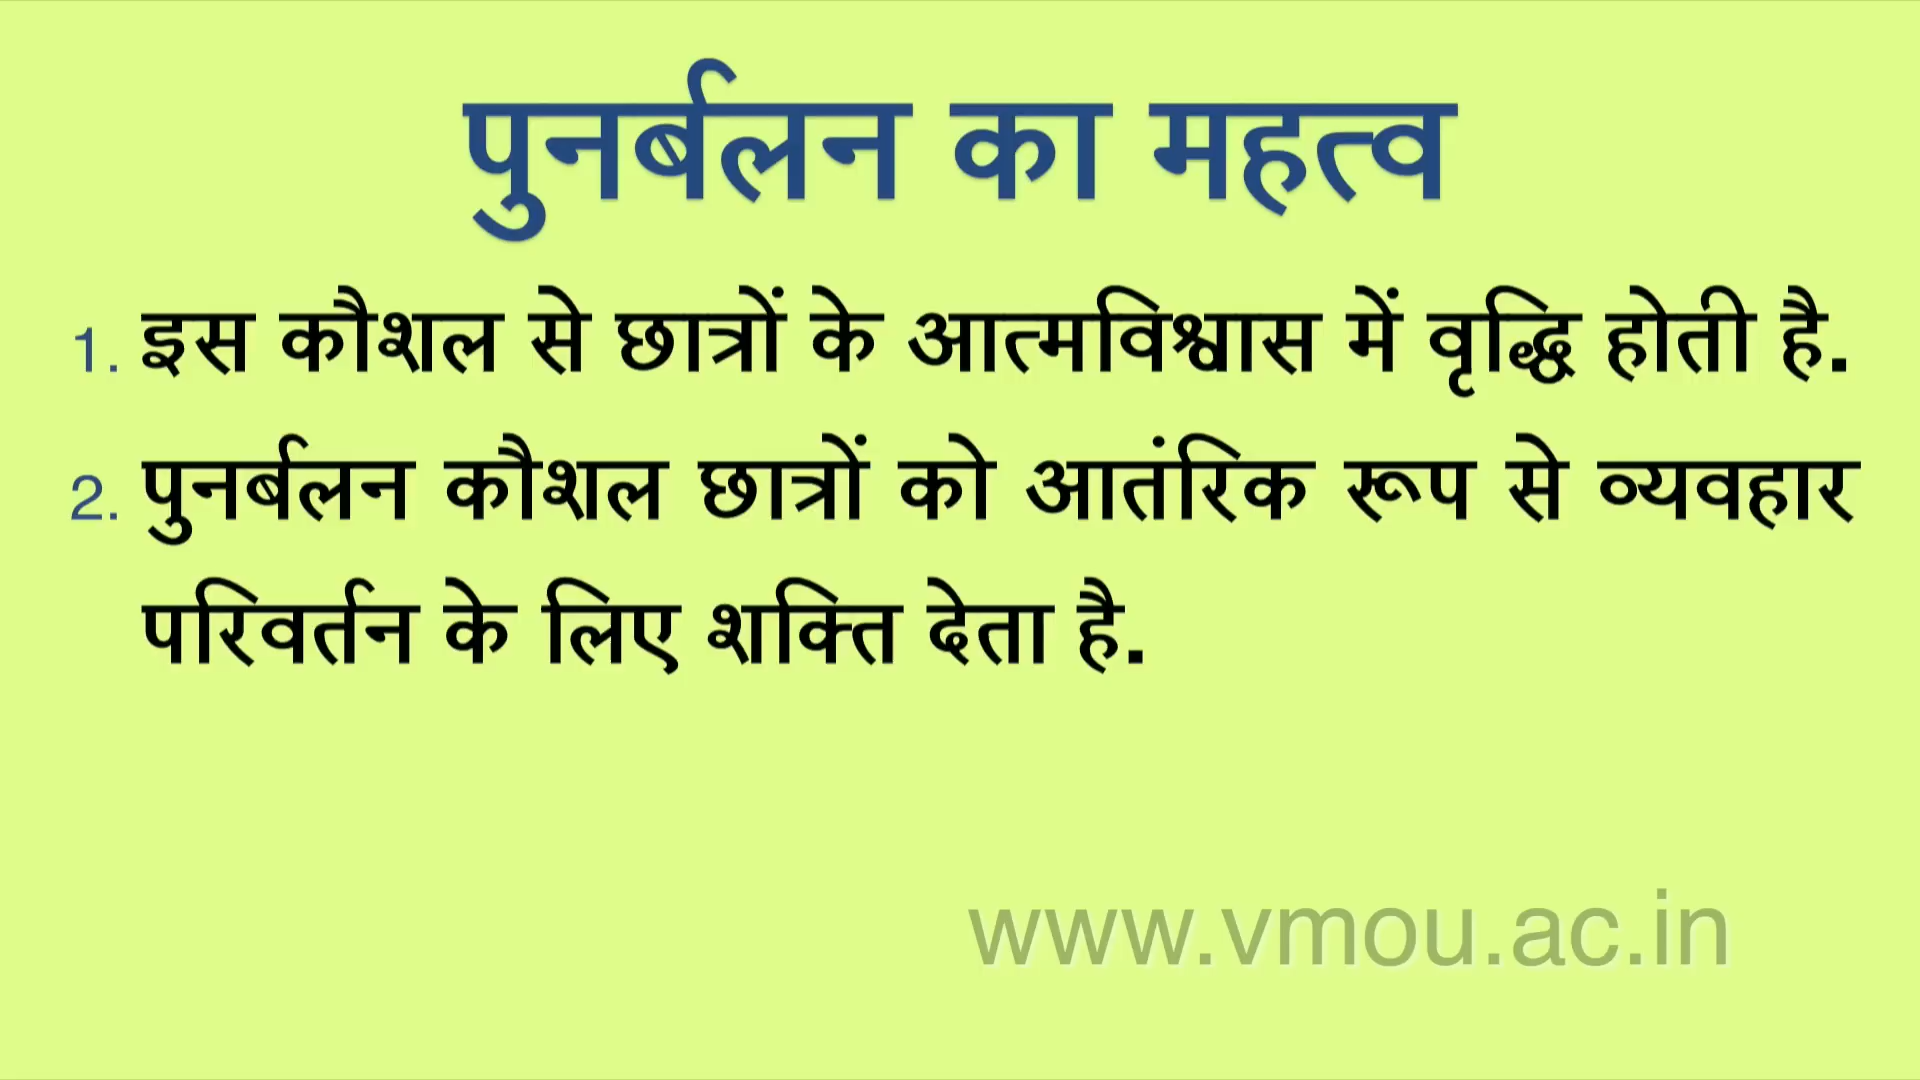 पुनर्बलन का महत्व
1. इस कौशल से छात्रों के आत्मविश्वास में वृद्धि होती है.
2. पुनर्बलन कौशल छात्रों को आतंरिक रूप से व्यवहार
परिवर्तन के लिए शक्ति देता है.
www.vmou.ac.in